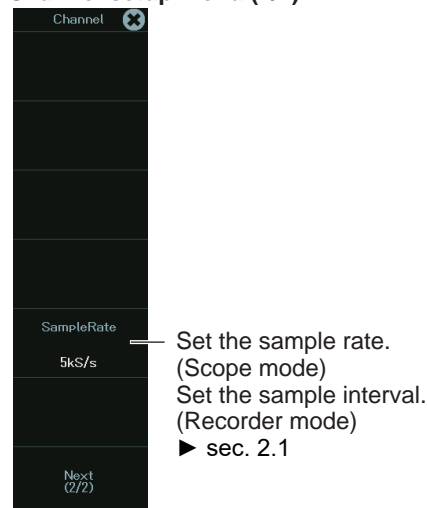 Channel
SampleRate
5kS/s
Next
(2/2)
Set the sample rate.
(Scope mode)
Set the sample interval.
(Recorder mode)
► sec. 2.1